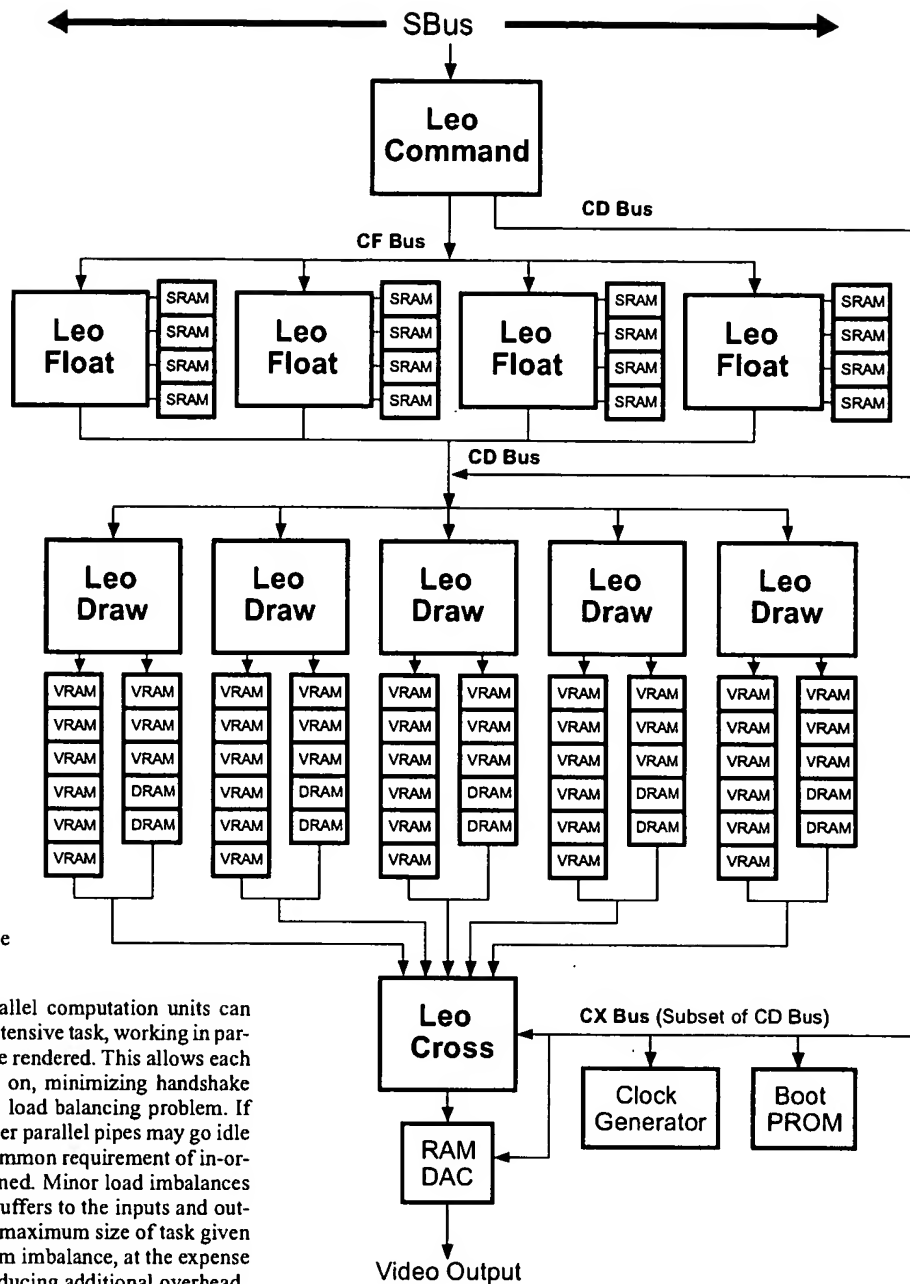 SBus
Leo
Command
CD Bus
CF Bus
Leo
Float
SRAM
SRAM
SRAM
SRAM
Leo
Float
SRAM
SRAM
SRAM
SRAM
Leo
Float
SRAM
SRAM
SRAM
SRAM
Leo
Float
SRAM
SRAM
SRAM
SRAM
CD Bus
Leo
Draw
Leo
Draw
Leo
Draw
Leo
Draw
Leo
Draw
VRAM
VRAM
VRAM
VRAM
VRAM
VRAM
VRAM
VRAM
VRAM
DRAM
DRAM
VRAM
VRAM
VRAM
VRAM
VRAM
VRAM
VRAM
VRAM
VRAM
DRAM
DRAM
VRAM
VRAM
VRAM
VRAM
VRAM
VRAM
VRAM
VRAM
VRAM
DRAM
DRAM
VRAM
VRAM
VRAM
VRAM
VRAM
VRAM
VRAM
VRAM
VRAM
DRAM
DRAM
VRAM
VRAM
VRAM
VRAM
VRAM
VRAM
VRAM
VRAM
VRAM
DRAM
DRAM
e
allel computation units can
tensive task, working in par-
e rendered. This allows each
on, minimizing handshake
load balancing problem. If
er parallel pipes may go idle
mmon requirement of in-or-
ned. Minor load imbalances
uffers to the inputs and out-
maximum size of task given
m imbalance, at the expense
ducing additional overhead
Leo
Cross
CX Bus (Subset of CD Bus)
Clock
Generator
Boot
PROM
RAM
DAC
Video Output